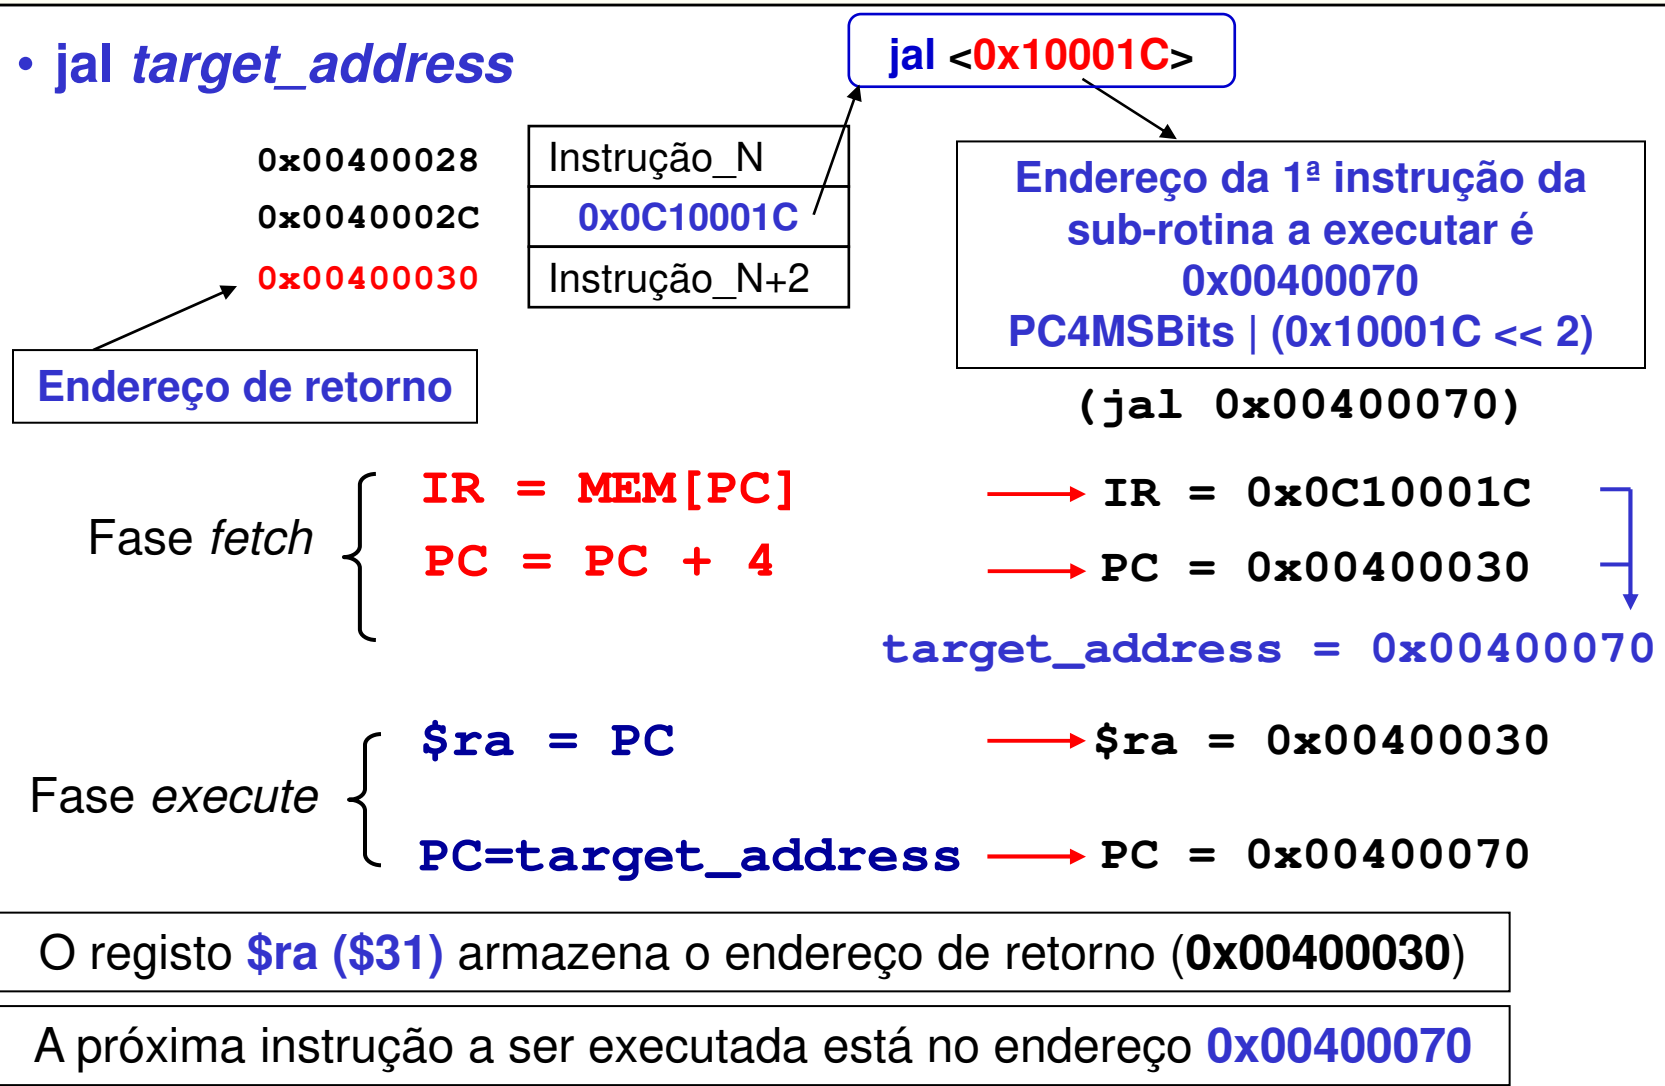 • jal target_address
jal <0x10001C>
0x00400028 Instrução_N
0x0040002C 0x0C10001C
0x00400030 Instrução_N+2
Endereço de retorno
Endereço da 1ª instrução da
sub-rotina a executar é
0x00400070
PC4MSBits | (0x10001C << 2)
(jal 0x00400070)
Fase fetch
IR = MEM[PC] IR = 0x0C10001C
PC = PC + 4 PC = 0x00400030
target_address = 0x00400070
Fase execute
$ra = PC $ra = 0x00400030
PC=target_address PC = 0x00400070
O registo $ra ($31) armazena o endereço de retorno (0x00400030)
A próxima instrução a ser executada está no endereço 0x00400070